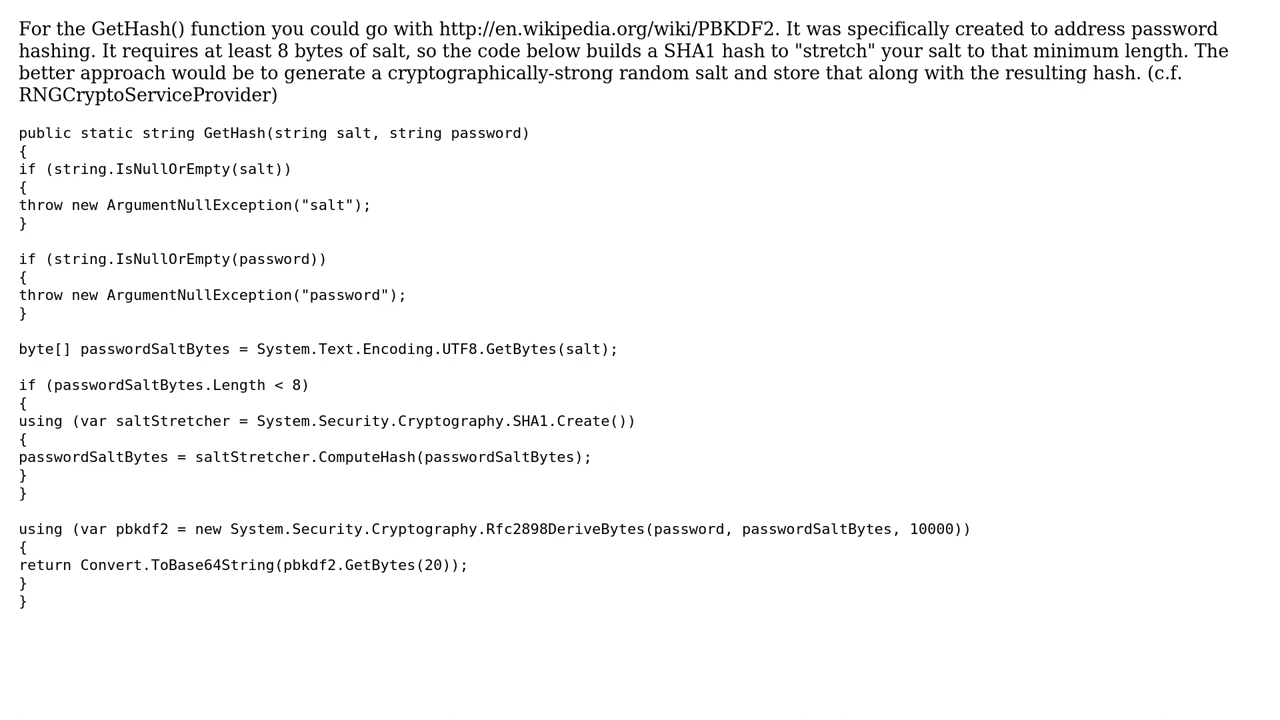 For the GetHash() function you could go with http://en.wikipedia.org/wiki/PBKDF2. It was specifically created to address password
hashing. It requires at least 8 bytes of salt, so the code below builds a SHA1 hash to "stretch" your salt to that minimum length. The
better approach would be to generate a cryptographically-strong random salt and store that along with the resulting hash. (c.f.
RNGCryptoServiceProvider)

public static string GetHash(string salt, string password)
{
if (string.IsNullOrEmpty(salt))
{
throw new ArgumentNullException("salt");
}

if (string.IsNullOrEmpty(password))
{
throw new ArgumentNullException("password");
}

byte[] passwordSaltBytes = System.Text.Encoding.UTF8.GetBytes(salt);

if (passwordSaltBytes.Length < 8)
{
using (var saltStretcher = System.Security.Cryptography.SHA1.Create())
{
passwordSaltBytes = saltStretcher.ComputeHash(passwordSaltBytes);
}
}

using (var pbkdf2 = new System.Security.Cryptography.Rfc2898DeriveBytes(password, passwordSaltBytes, 10000))
{
return Convert.ToBase64String(pbkdf2.GetBytes(20));
}
}